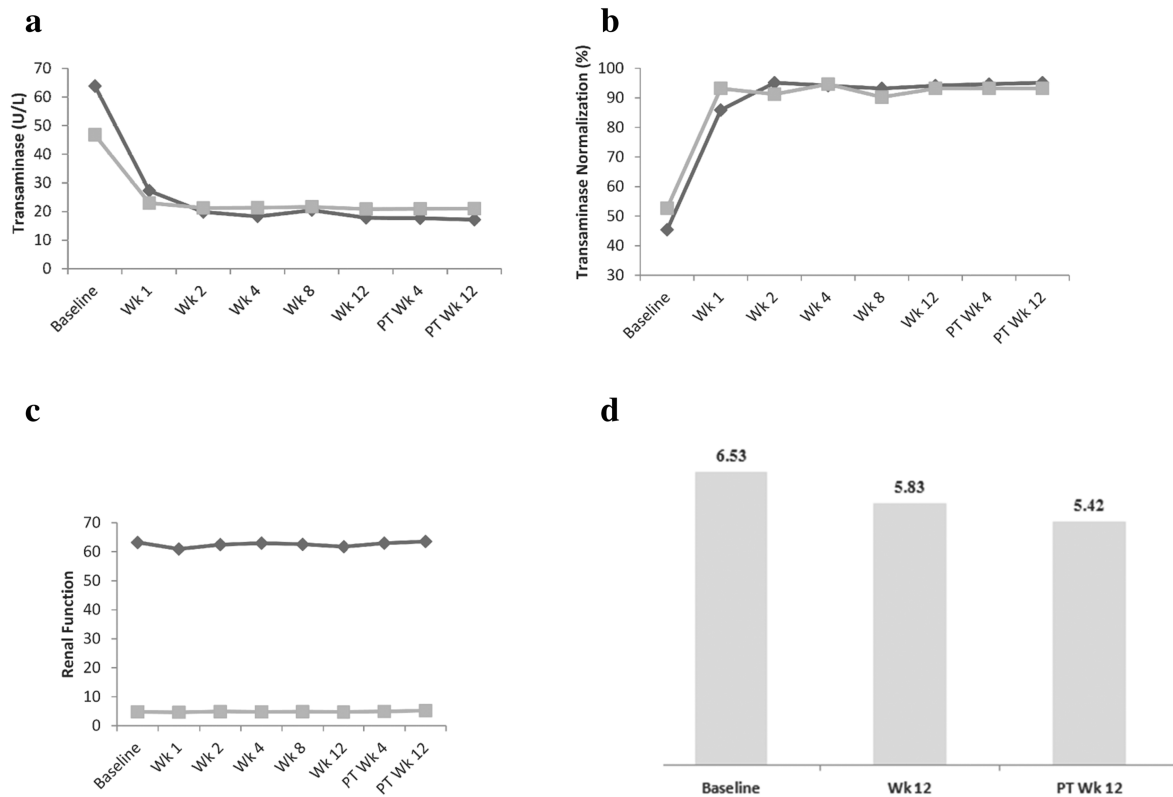 a
Transaminase (U/L)
70
60
50
40
30
20
10
0
Baseline
Wk 1
Wk 2
Wk 4
Wk 8
Wk 12
PT Wk 4
PT Wk 12
b
Transaminase Normalization (%)
100
90
80
70
60
50
40
30
Baseline
Wk 1
Wk 2
Wk 4
Wk 8
Wk 12
PT Wk 4
PT Wk 12
c
Renal Function
70
60
50
40
30
20
10
0
Baseline
Wk 1
Wk 2
Wk 4
Wk 8
Wk 12
PT Wk 4
PT Wk 12
d
6.53
5.83
5.42
Baseline
Wk 12
PT Wk 12